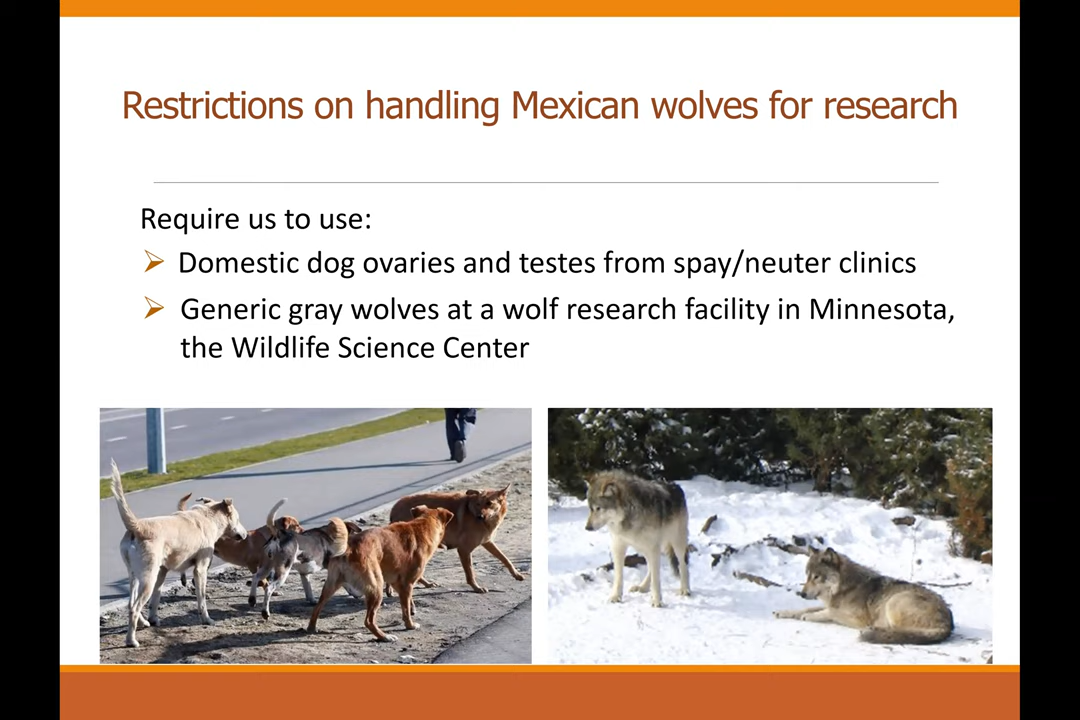 Restrictions on handling Mexican wolves for research
Require us to use:
Domestic dog ovaries and testes from spay/neuter clinics
Generic gray wolves at a wolf research facility in Minnesota,
the Wildlife Science Center